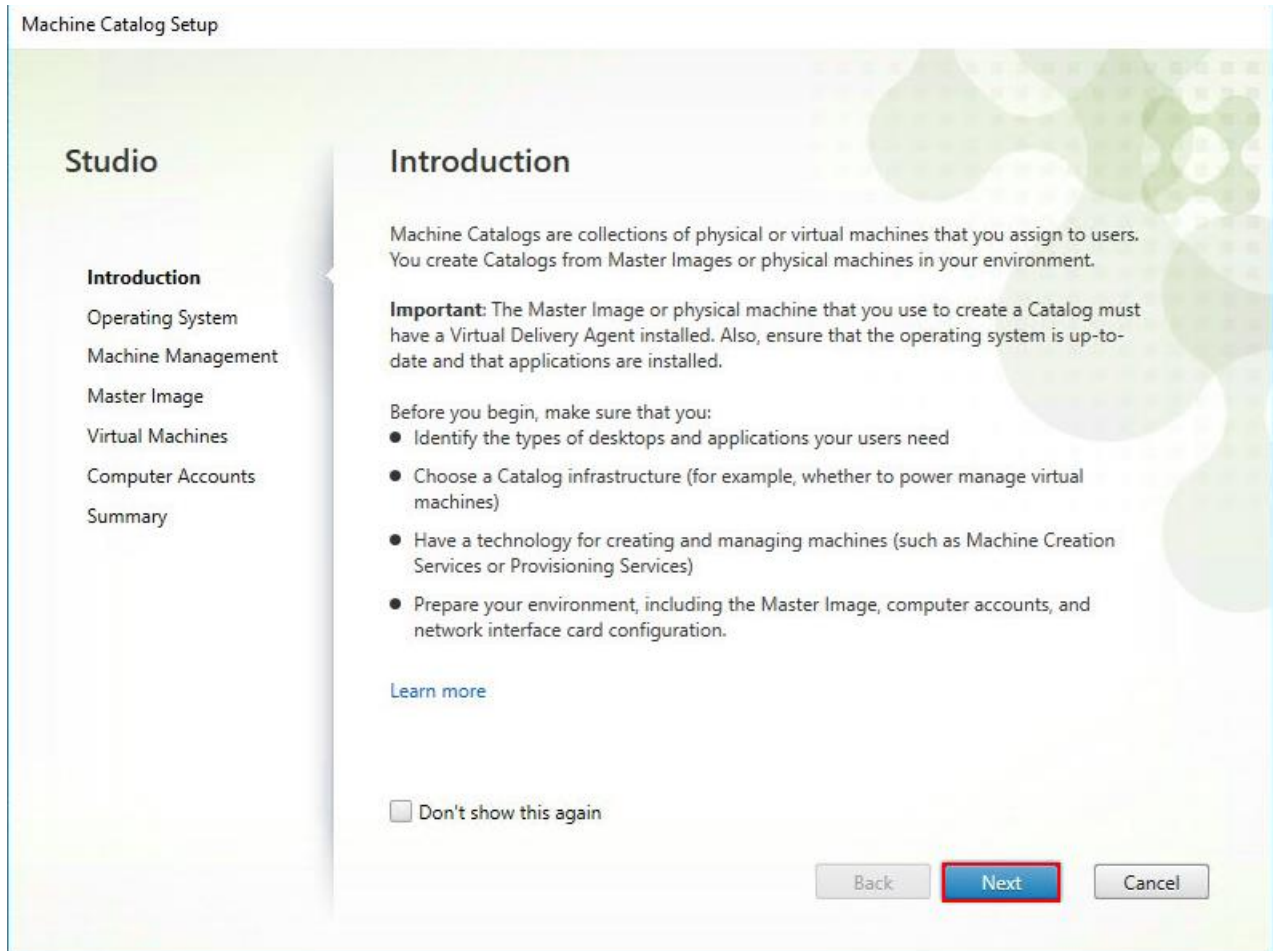 Machine Catalog Setup
Studio
Introduction
Operating System
Machine Management
Master Image
Virtual Machines
Computer Accounts
Summary
Introduction
Machine Catalogs are collections of physical or virtual machines that you assign to users.
You create Catalogs from Master Images or physical machines in your environment.
Important: The Master Image or physical machine that you use to create a Catalog must
have a Virtual Delivery Agent installed. Also, ensure that the operating system is up-to-
date and that applications are installed.
Before you begin, make sure that you:
● Identify the types of desktops and applications your users need
● Choose a Catalog infrastructure (for example, whether to power manage virtual
machines)
● Have a technology for creating and managing machines (such as Machine Creation
Services or Provisioning Services)
● Prepare your environment, including the Master Image, computer accounts, and
network interface card configuration.
Learn more
Don't show this again
Back Next Cancel